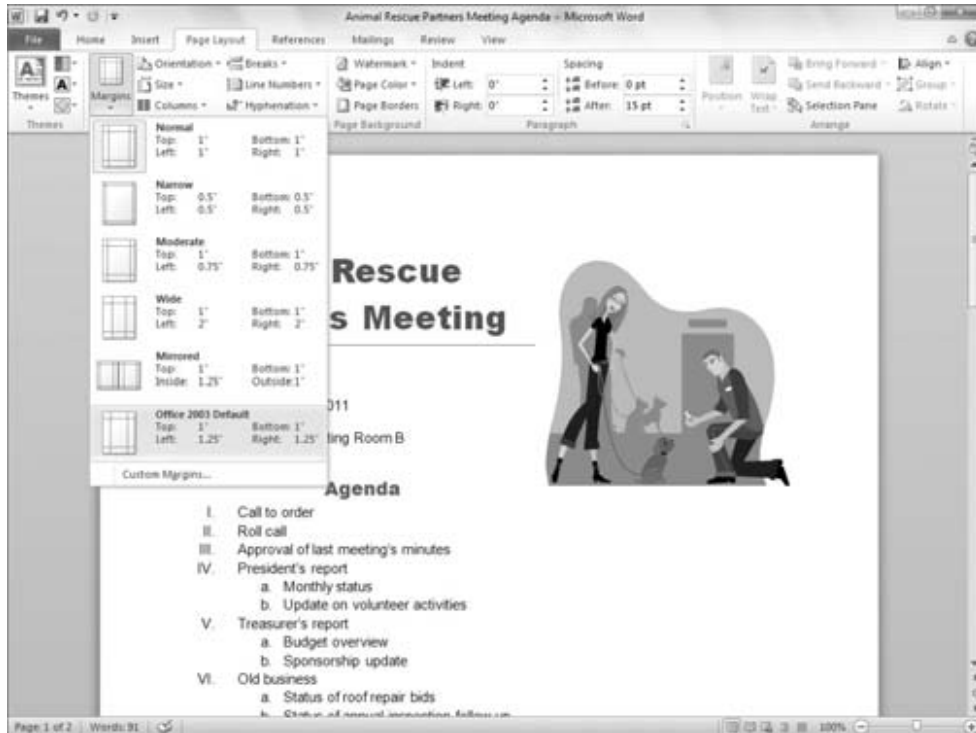 Animal Rescue Partners Meeting Agenda - Microsoft Word
File Home Insert Page Layout References Mailings Review View
Themes
Margins
Orientation
Size
Columns
Breaks
Line Numbers
Hyphenation
Watermark
Page Color
Page Borders
Indent
Left: 0"
Right: 0"
Spacing
Before: 0 pt
After: 15 pt
Position
Wrap Text
Bring Forward
Send Backward
Selection Pane
Align
Group
Rotate
Themes Page Background Paragraph Arrange
Normal
Top: 1" Bottom: 1"
Left: 1" Right: 1"
Narrow
Top: 0.5" Bottom: 0.5"
Left: 0.5" Right: 0.5"
Moderate
Top: 1" Bottom: 1"
Left: 0.75" Right: 0.75"
Wide
Top: 1" Bottom: 1"
Left: 2" Right: 2"
Mirrored
Top: 1" Bottom: 1"
Inside: 1.25" Outside: 1"
Office 2003 Default
Top: 1" Bottom: 1"
Left: 1.25" Right: 1.25"
Custom Margins...
Rescue
s Meeting
011
ing Room B
Agenda
I. Call to order
II. Roll call
III. Approval of last meeting's minutes
IV. President's report
a. Monthly status
b. Update on volunteer activities
V. Treasurer's report
a. Budget overview
b. Sponsorship update
VI. Old business
a. Status of roof repair bids
b. Status of annual inspection follow-up
Page: 1 of 2 Words: 91 100%